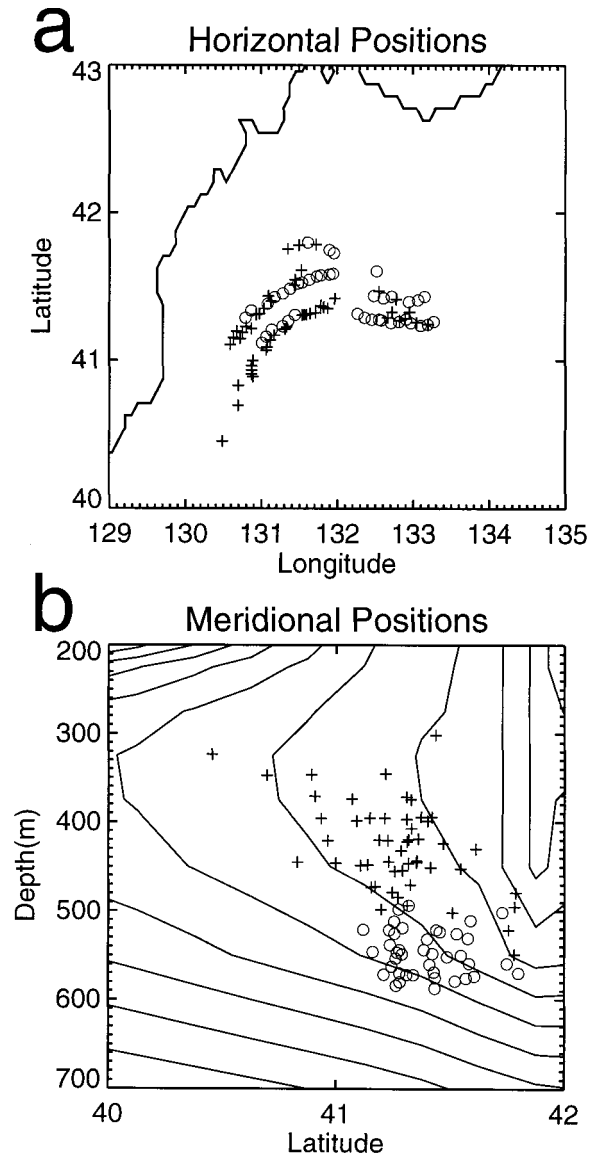 a
Horizontal Positions
43
42
41
40
Latitude
129 130 131 132 133 134 135
Longitude
b
Meridional Positions
200
300
400
500
600
700
Depth(m)
40 41 42
Latitude